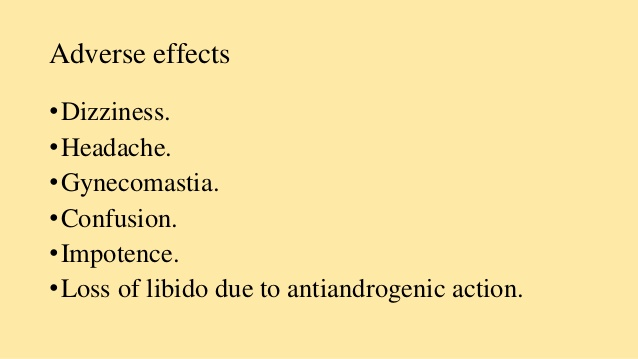 Adverse effects
•Dizziness.
•Headache.
•Gynecomastia.
•Confusion.
•Impotence.
•Loss of libido due to antiandrogenic action.